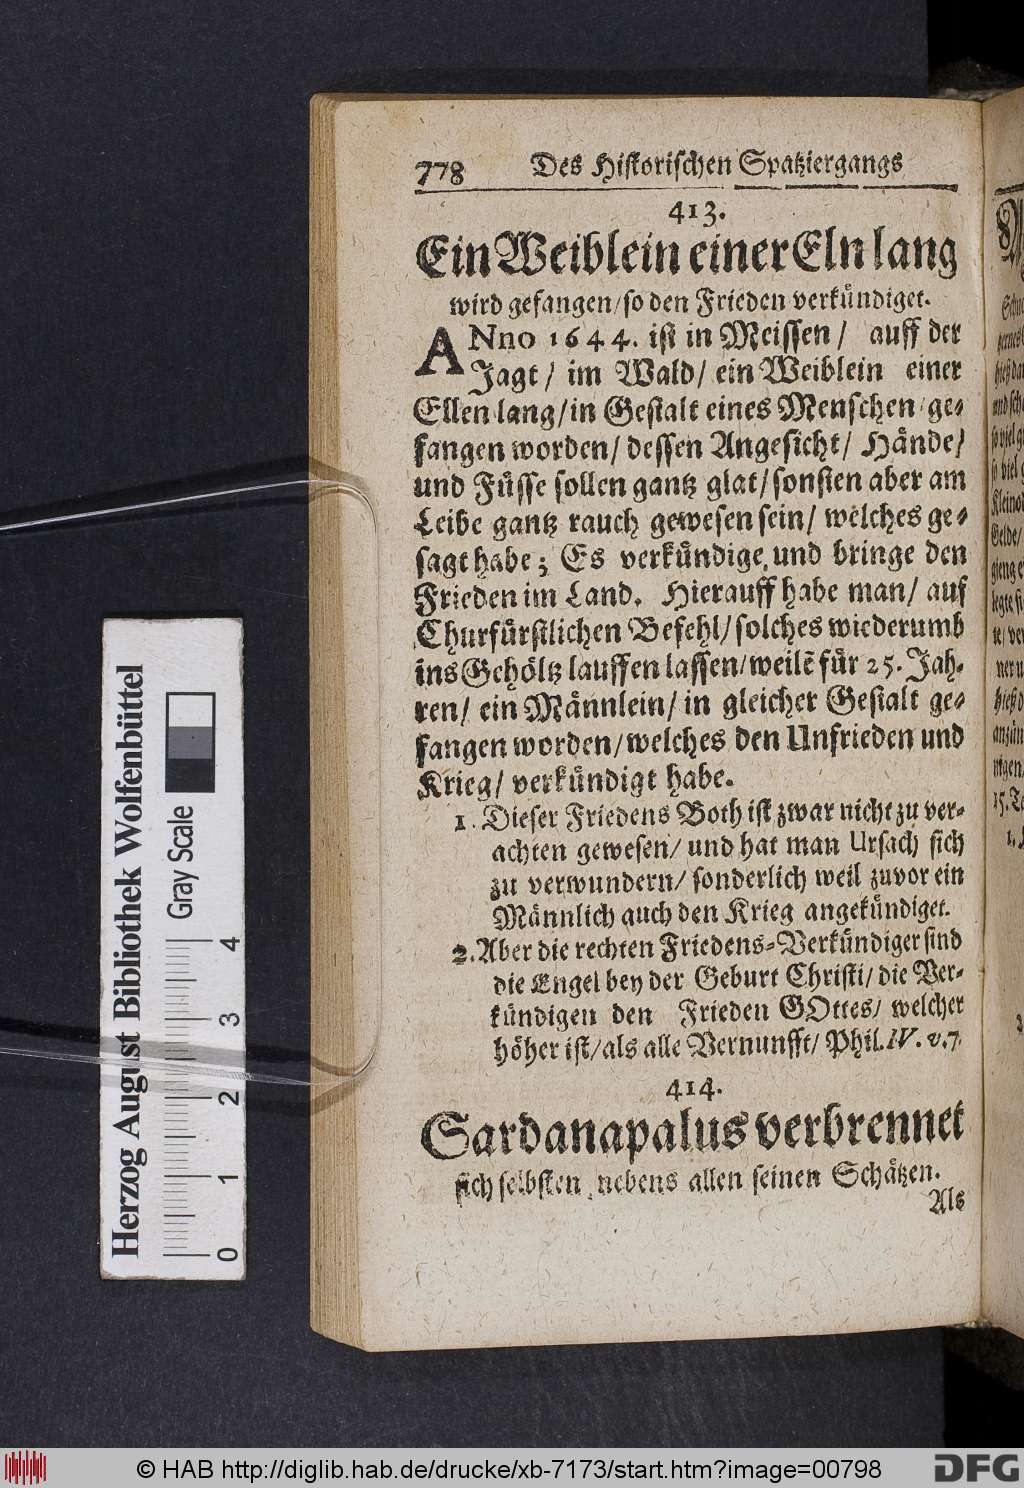 778 Des Historischen Spatziergangs
413.
Ein Weiblein einer Eln lang
wird gefangen/ so den Frieden verkündiget.
ANno 1644. ist in Meissen/ auff der
Jagt/ im Wald/ ein Weiblein einer
Ellen lang/ in Gestalt eines Menschen ge-
fangen worden/ dessen Angesicht/ Hände/
und Füsse sollen gantz glat/ sonsten aber am
Leibe gantz rauch gewesen sein/ welches ge-
sagt habe; Es verkündige und bringe den
Frieden im Land. Hierauff habe man/ auf
Churfürstlichen Befehl/ solches wiederumb
ins Gehöltz lauffen lassen/ weilē für 25. Jah-
ren/ ein Männlein/ in gleicher Gestalt ge-
fangen worden/ welches den Unfrieden und
Krieg/ verkündigt habe.
1. Dieser Friedens Both ist zwar nicht zu ver-
achten gewesen/ und hat man Ursach sich
zu verwundern/ sonderlich weil zuvor ein
Männlich auch den Krieg angekündiget.
2. Aber die rechten Friedens-Verkündiger sind
die Engel bey der Geburt Christi/ die Ver-
kündigen den Frieden GOttes/ welcher
höher ist/ als alle Vernunfft/ Phil. IV. v. 7.
414.
Sardanapalus verbrennet
sich selbsten nebens allen seinen Schätzen.
Als
Herzog August Bibliothek Wolfenbüttel
Gray Scale
0 1 2 3 4
© HAB http://diglib.hab.de/drucke/xb-7173/start.htm?image=00798
DFG